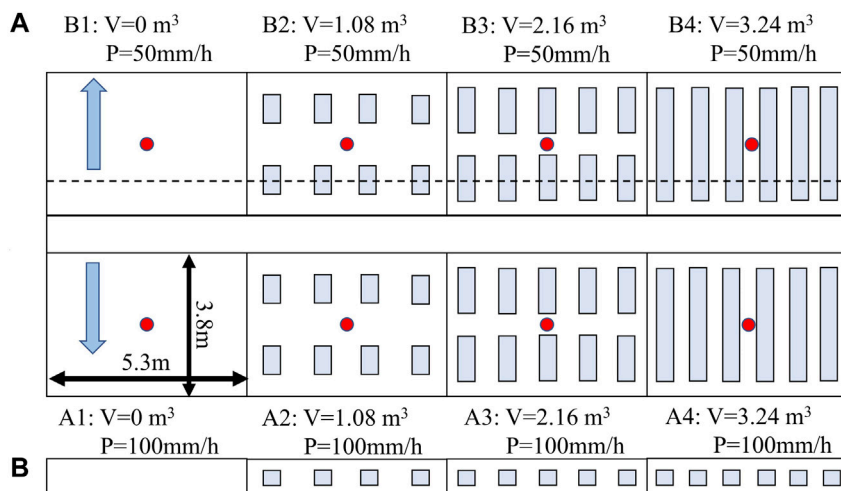 A
B1: V=0 m³
P=50mm/h
B2: V=1.08 m³
P=50mm/h
B3: V=2.16 m³
P=50mm/h
B4: V=3.24 m³
P=50mm/h
3.8m
5.3m
A1: V=0 m³
P=100mm/h
A2: V=1.08 m³
P=100mm/h
A3: V=2.16 m³
P=100mm/h
A4: V=3.24 m³
P=100mm/h
B